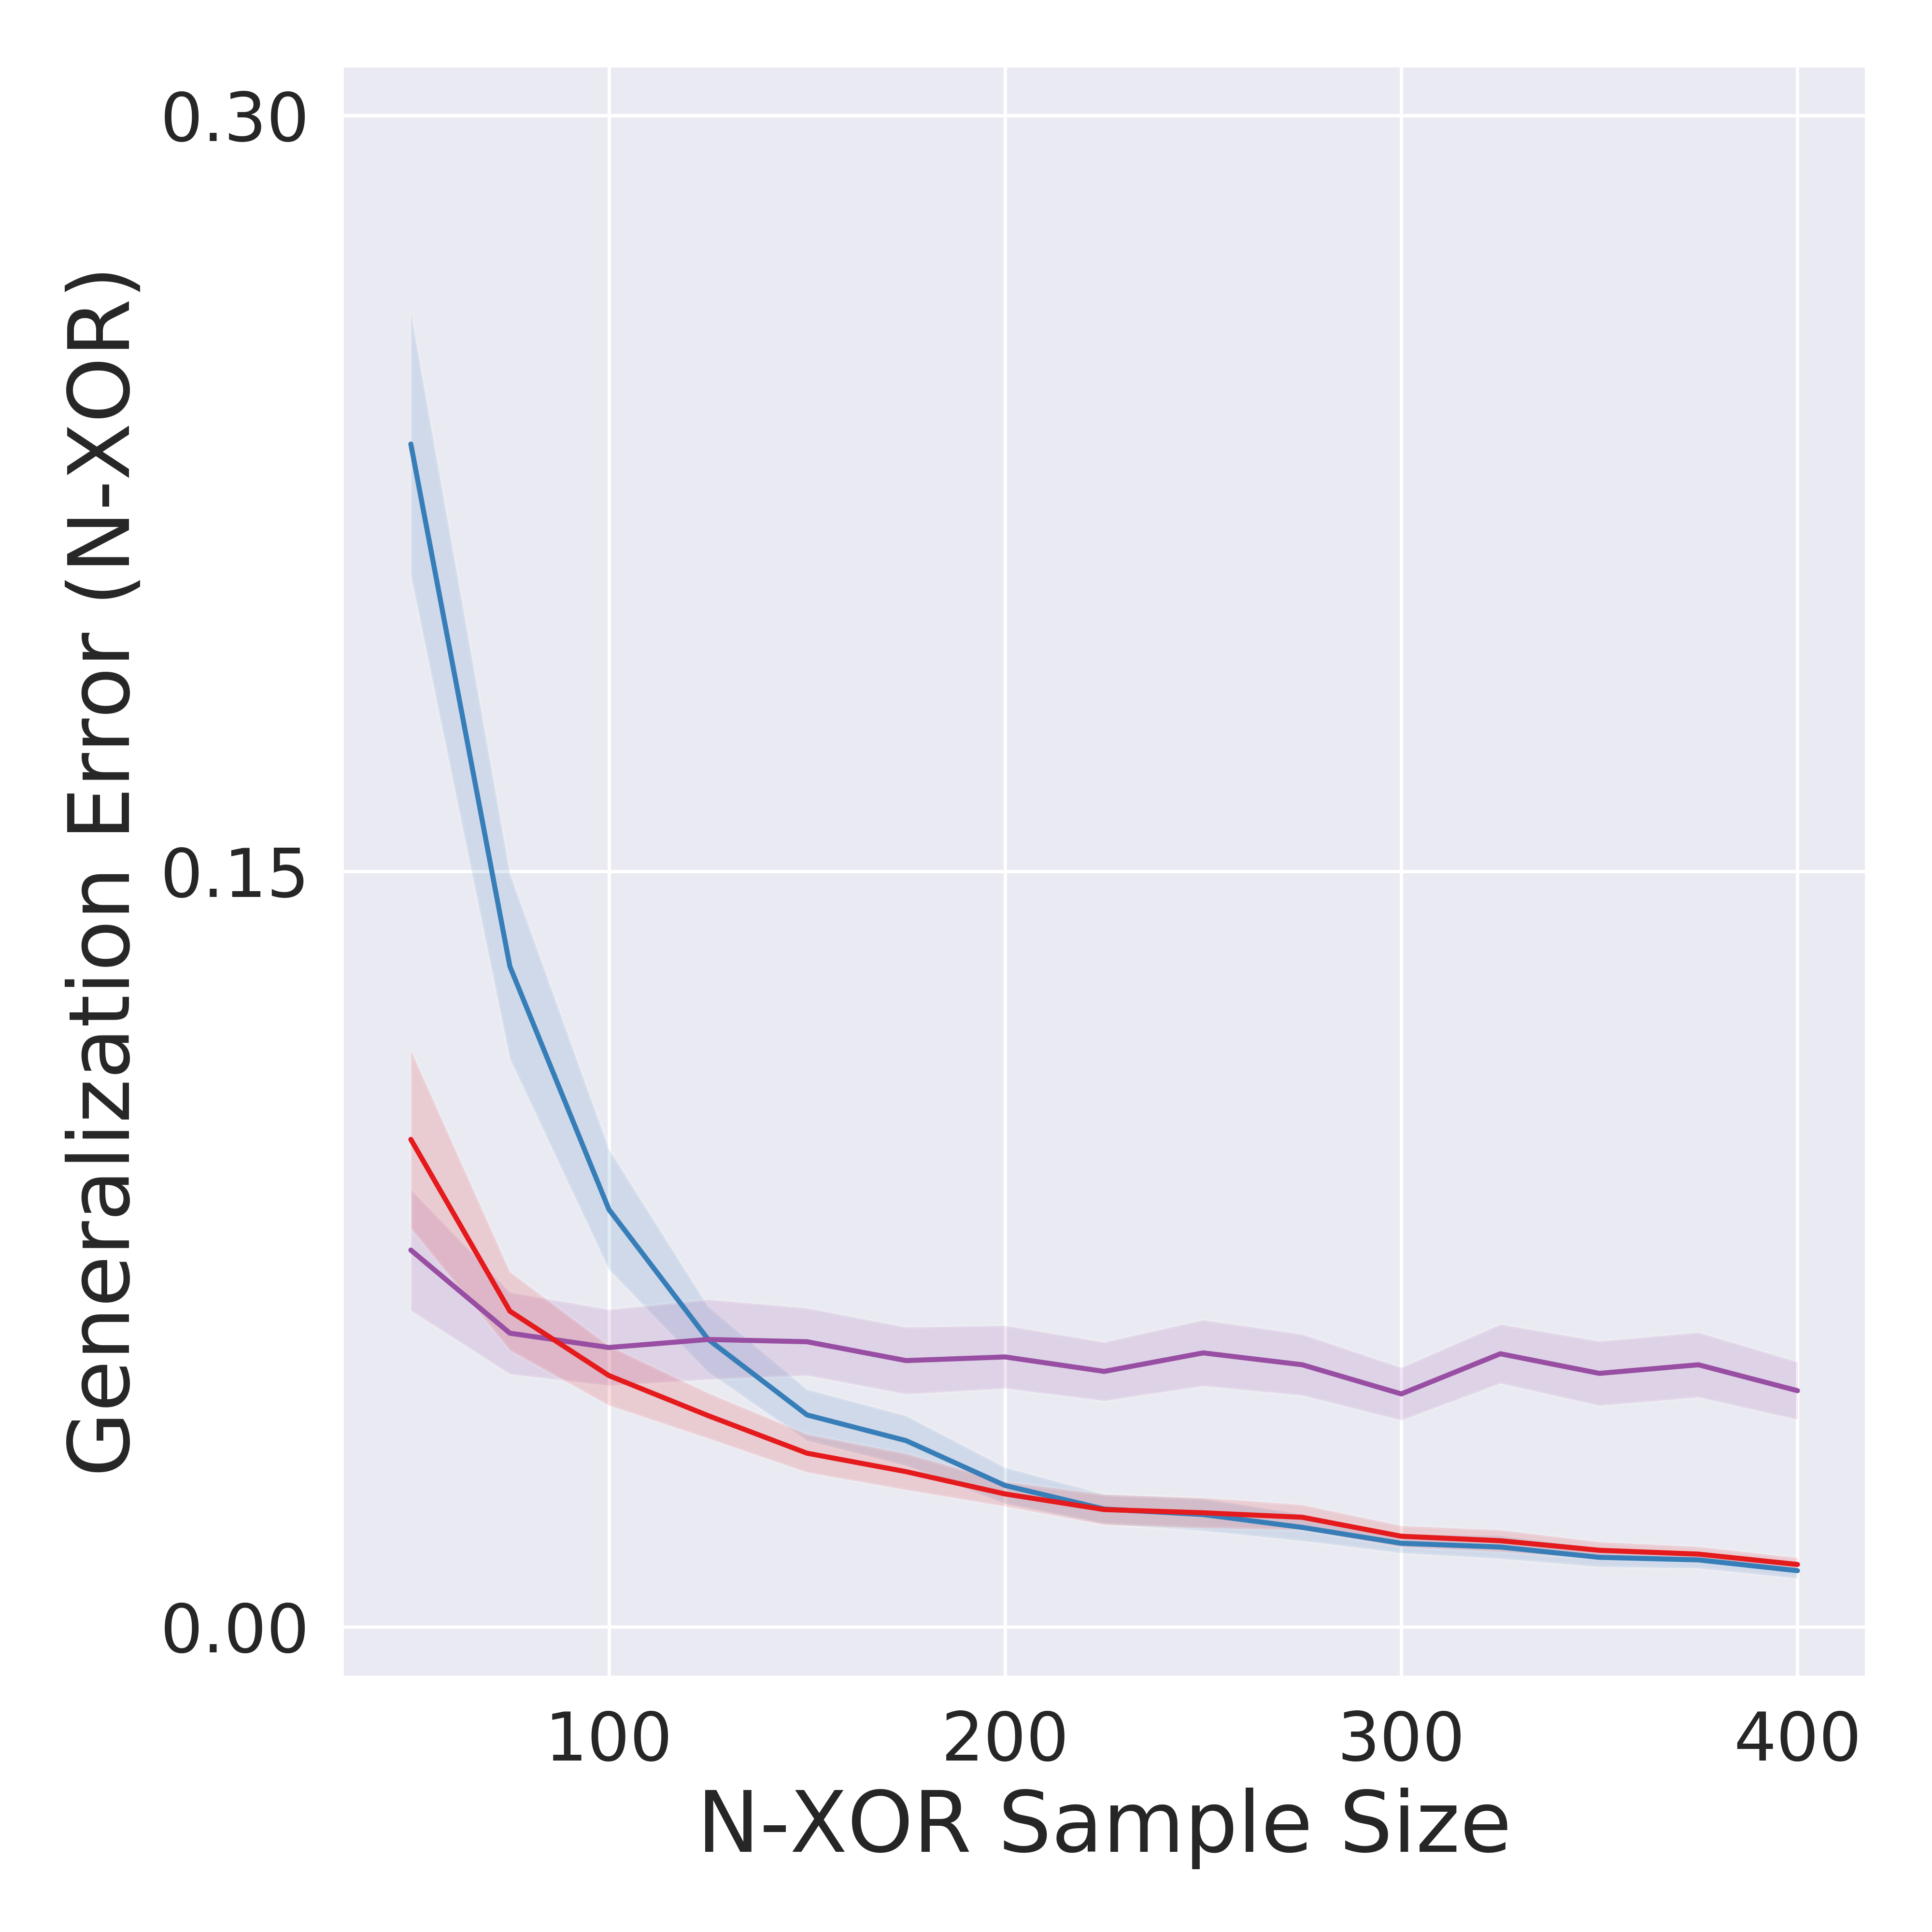 Generalization Error (N-XOR)
0.30
0.15
0.00
100 200 300 400
N-XOR Sample Size